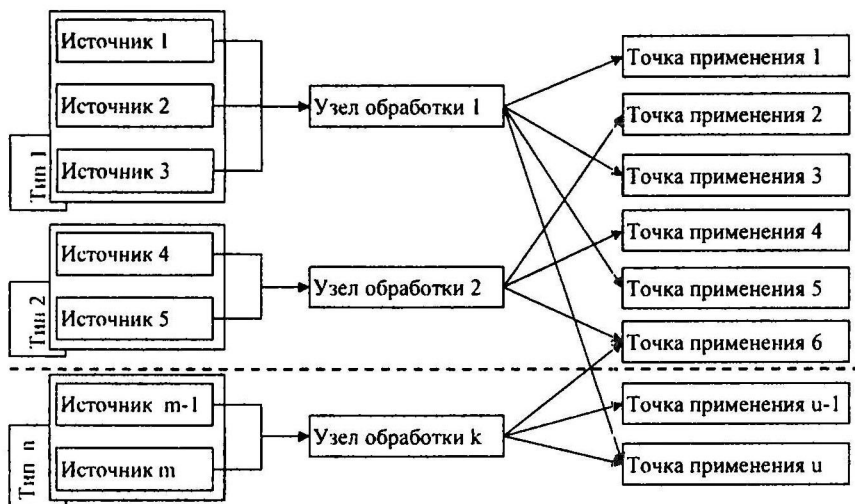 Источник 1
Источник 2
Источник 3
Тип 1
Узел обработки 1
Точка применения 1
Точка применения 2
Точка применения 3
Источник 4
Источник 5
Тип 2
Узел обработки 2
Точка применения 4
Точка применения 5
Точка применения 6
Источник m-1
Источник m
Тип n
Узел обработки k
Точка применения u-1
Точка применения u